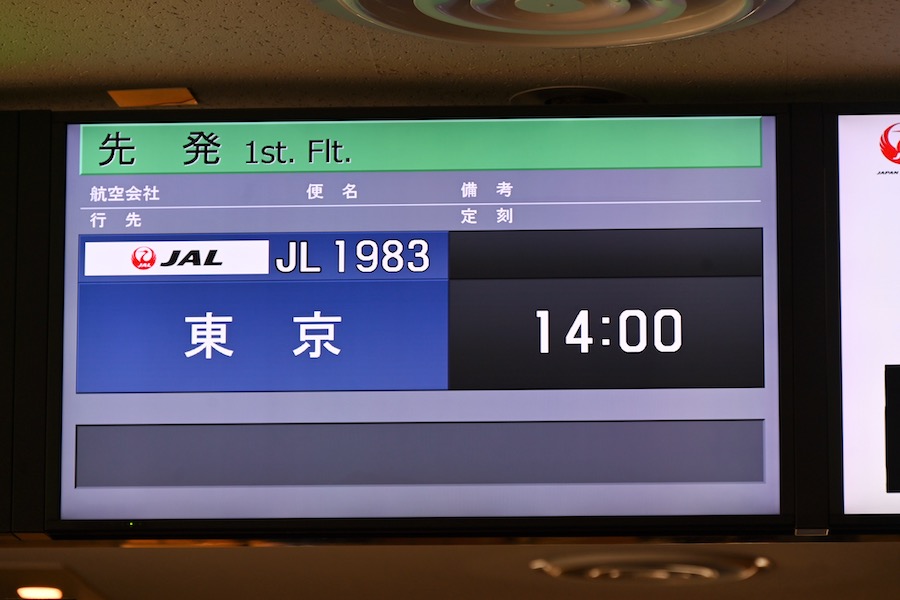 先 発 1st. Flt.
航空会社 便 名 備 考
行 先 定 刻
JAL JL 1983
東 京 14:00